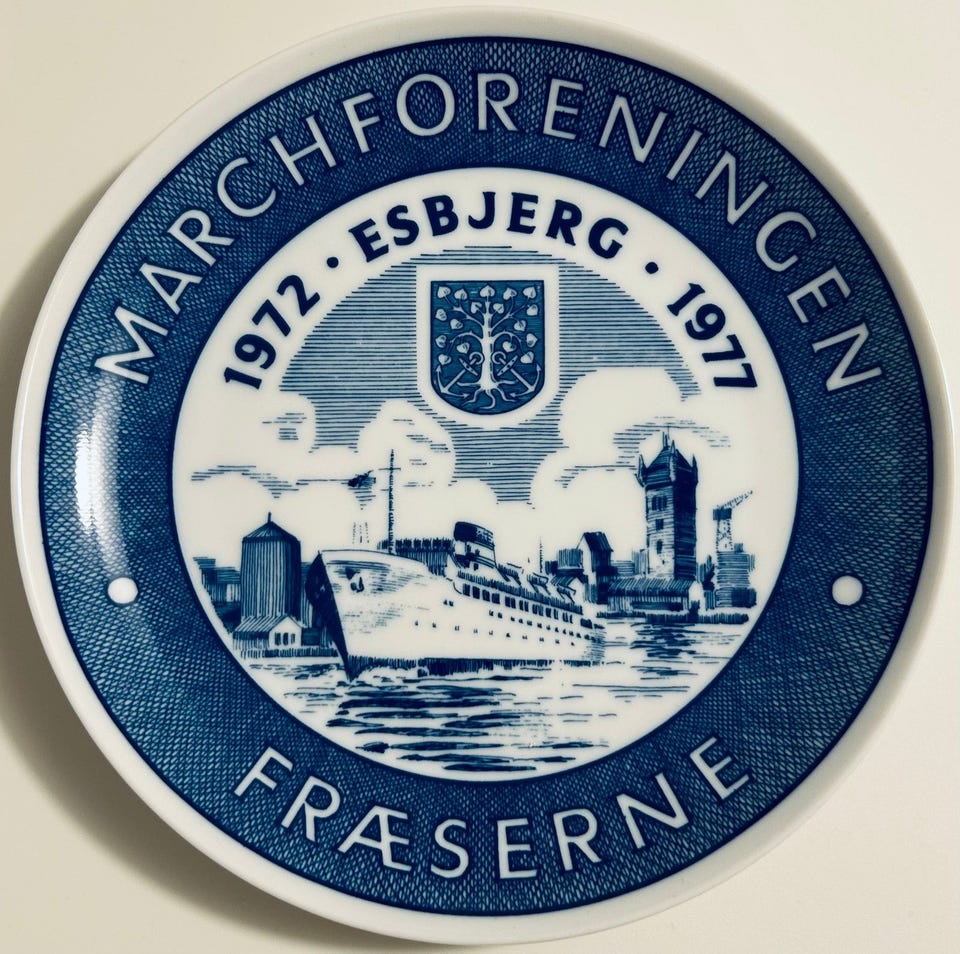 MARCHFORENINGEN
1972 · ESBJERG · 1977
FRÆSERNE